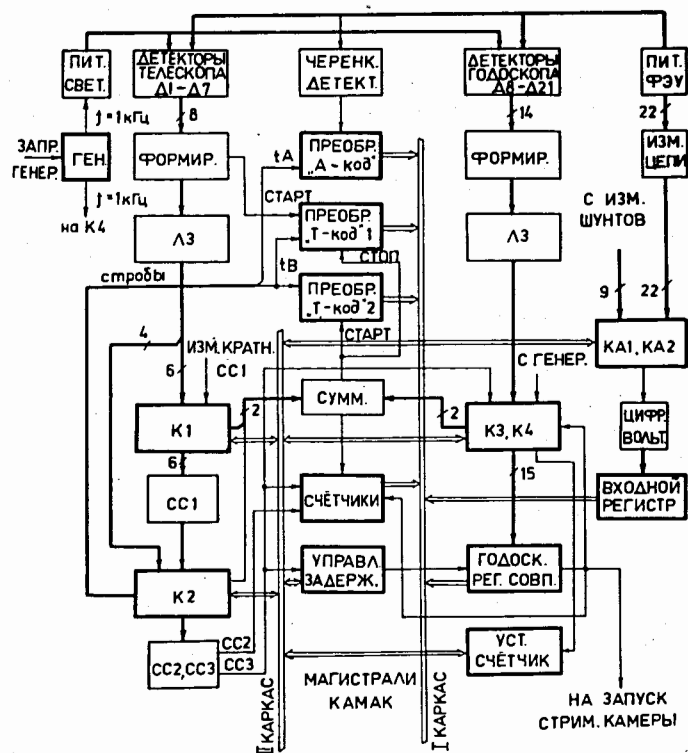 ПИТ.
СВЕТ.
ДЕТЕКТОРЫ
ТЕЛЕСКОПА
Д1–Д7
ЧЕРЕНК.
ДЕТЕКТ.
ДЕТЕКТОРЫ
ГОДОСКОПА
Д8–Д21
ПИТ.
ФЭУ
ƒ=1кГц
8
14
22
ЗАПР.
ГЕНЕР.
ГЕН.
ФОРМИР.
tA
ПРЕОБР.
„А-код"
ФОРМИР.
ИЗМ.
ЦЕПИ
ƒ=1кГц
на К4
СТАРТ
ПРЕОБР.
„Т-код"1
С ИЗМ.
ШУНТОВ
ЛЗ
ЛЗ
СТОП
стробы
tВ
ПРЕОБР.
„Т-код"2
9
22
4
ИЗМ.КРАТН.
СС1
СТАРТ
КА1, КА2
6
С ГЕНЕР.
2
СУММ.
2
К1
К3, К4
ЦИФР.
ВОЛЬТ.
6
15
СС1
СЧЁТЧИКИ
ВХОДНОЙ
РЕГИСТР
УПРАВЛ.
ЗАДЕРЖ.
ГОДОСК.
РЕГ. СОВП.
К2
СС2, СС3
СС2
СС3
УСТ.
СЧЁТЧИК
II КАРКАС
МАГИСТРАЛИ
КАМАК
I КАРКАС
НА ЗАПУСК
СТРИМ. КАМЕРЫ